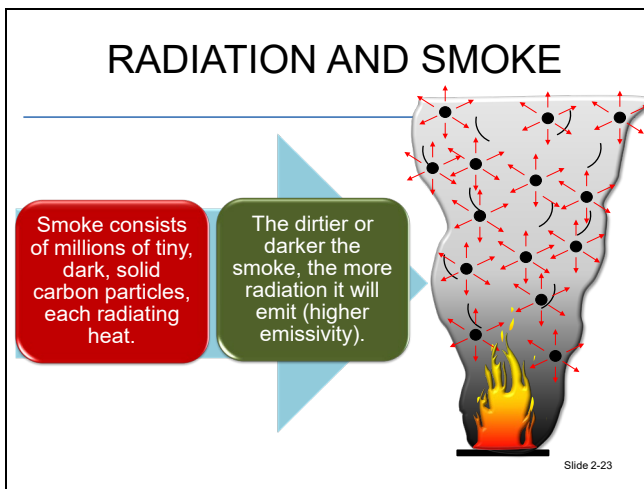 RADIATION AND SMOKE
Smoke consists
of millions of tiny,
dark, solid
carbon particles,
each radiating
heat.
The dirtier or
darker the
smoke, the more
radiation it will
emit (higher
emissivity).
Slide 2-23